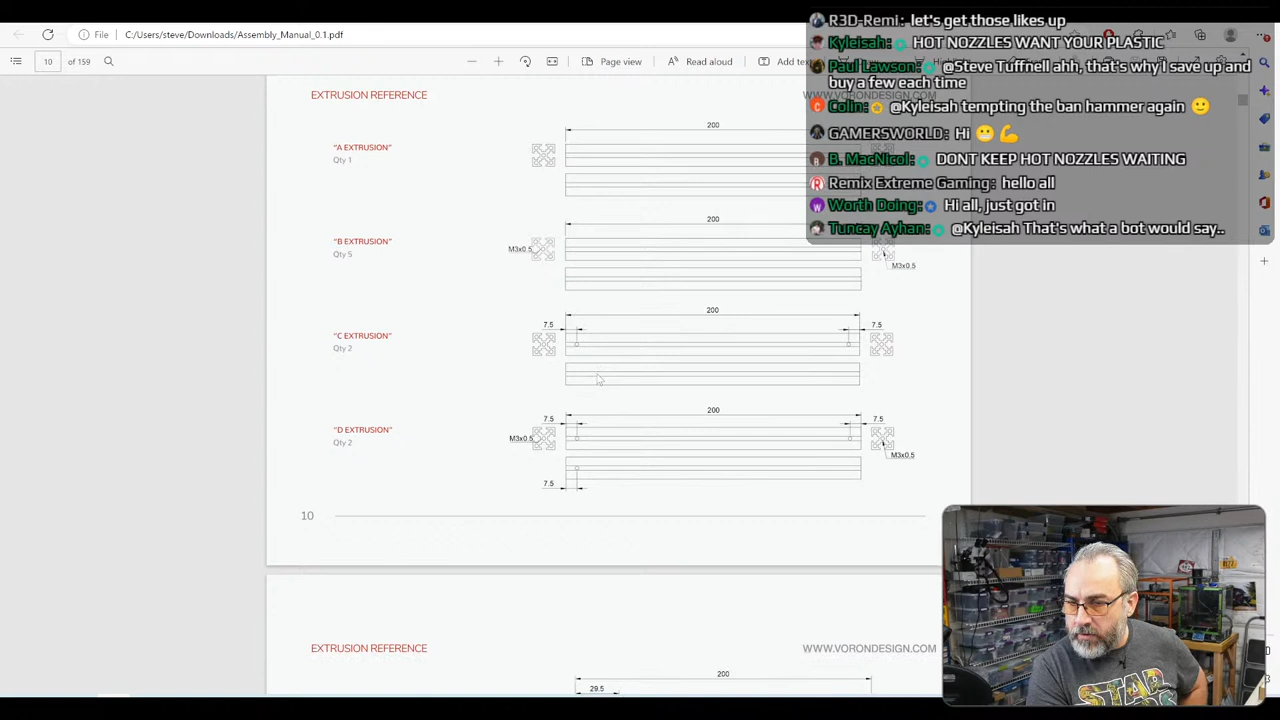 File
C:/Users/steve/Downloads/Assembly_Manual_0.1.pdf
10 of 159
Page view
Read aloud
Add text
R3D-Remi: let's get those likes up
Kyleisah: HOT NOZZLES WANT YOUR PLASTIC
Paul Lawson: @Steve Tuffnell ahh, that's why I save up and
buy a few each time
Colin: @Kyleisah tempting the ban hammer again
GAMERSWORLD: Hi
B. MacNicol: DONT KEEP HOT NOZZLES WAITING
Remix Extreme Gaming: hello all
Worth Doing: Hi all, just got in
Tuncay Ayhan: @Kyleisah That's what a bot would say..
EXTRUSION REFERENCE
WWW.VORONDESIGN.COM
200
"A EXTRUSION"
Qty 1
200
"B EXTRUSION"
Qty 5
M3x0.5
M3x0.5
200
7.5
7.5
"C EXTRUSION"
Qty 2
200
7.5
7.5
"D EXTRUSION"
Qty 2
M3x0.5
M3x0.5
7.5
10
EXTRUSION REFERENCE
WWW.VORONDESIGN.COM
200
29.5